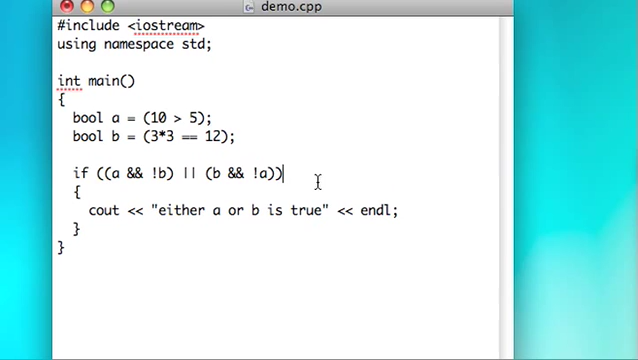 demo.cpp
#include <iostream>
using namespace std;
int main()
{
bool a = (10 > 5);
bool b = (3*3 == 12);
if ((a && !b) || (b && !a))
{
cout << "either a or b is true" << endl;
}
}